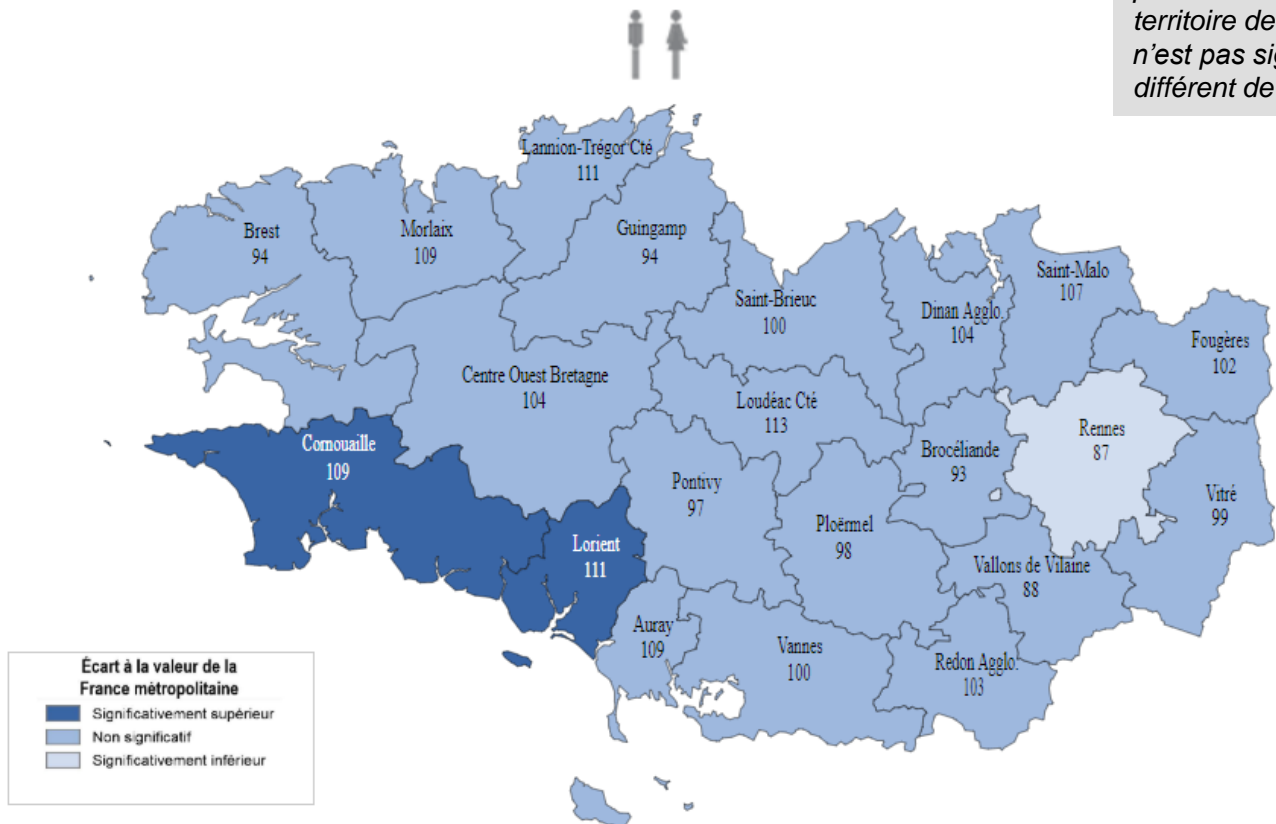 territoire de
n'est pas sig
différent de
Lannion-Trégor Cté
111
Brest
94
Morlaix
109
Guingamp
94
Saint-Malo
107
Saint-Brieuc
100
Dinan Agglo.
104
Fougères
102
Centre Ouest Bretagne
104
Loudéac Cté
113
Rennes
87
Cornouaille
109
Brocéliande
93
Pontivy
97
Vitré
99
Ploërmel
98
Lorient
111
Vallons de Vilaine
88
Auray
109
Vannes
100
Redon Agglo.
103
Écart à la valeur de la
France métropolitaine
Significativement supérieur
Non significatif
Significativement inférieur